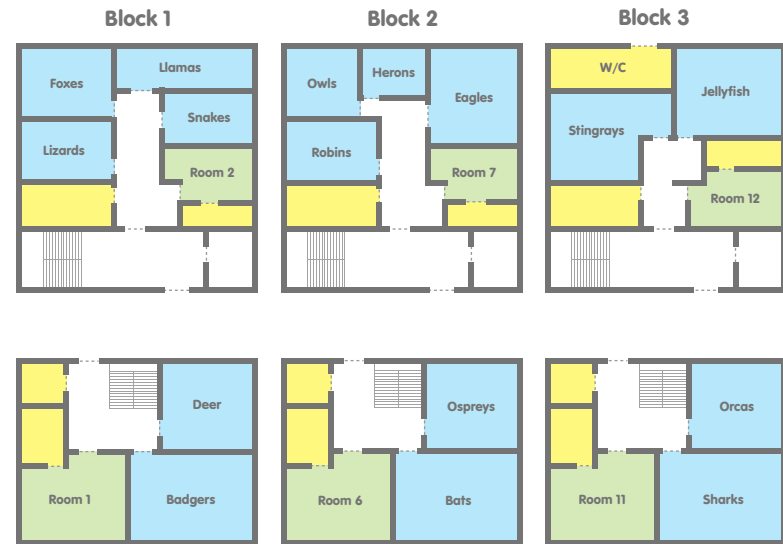 Block 1
Block 2
Block 3
Foxes
Llamas
Snakes
Lizards
Room 2
Owls
Herons
Eagles
Robins
Room 7
W/C
Jellyfish
Stingrays
Room 12
Deer
Room 1
Badgers
Ospreys
Room 6
Bats
Orcas
Room 11
Sharks